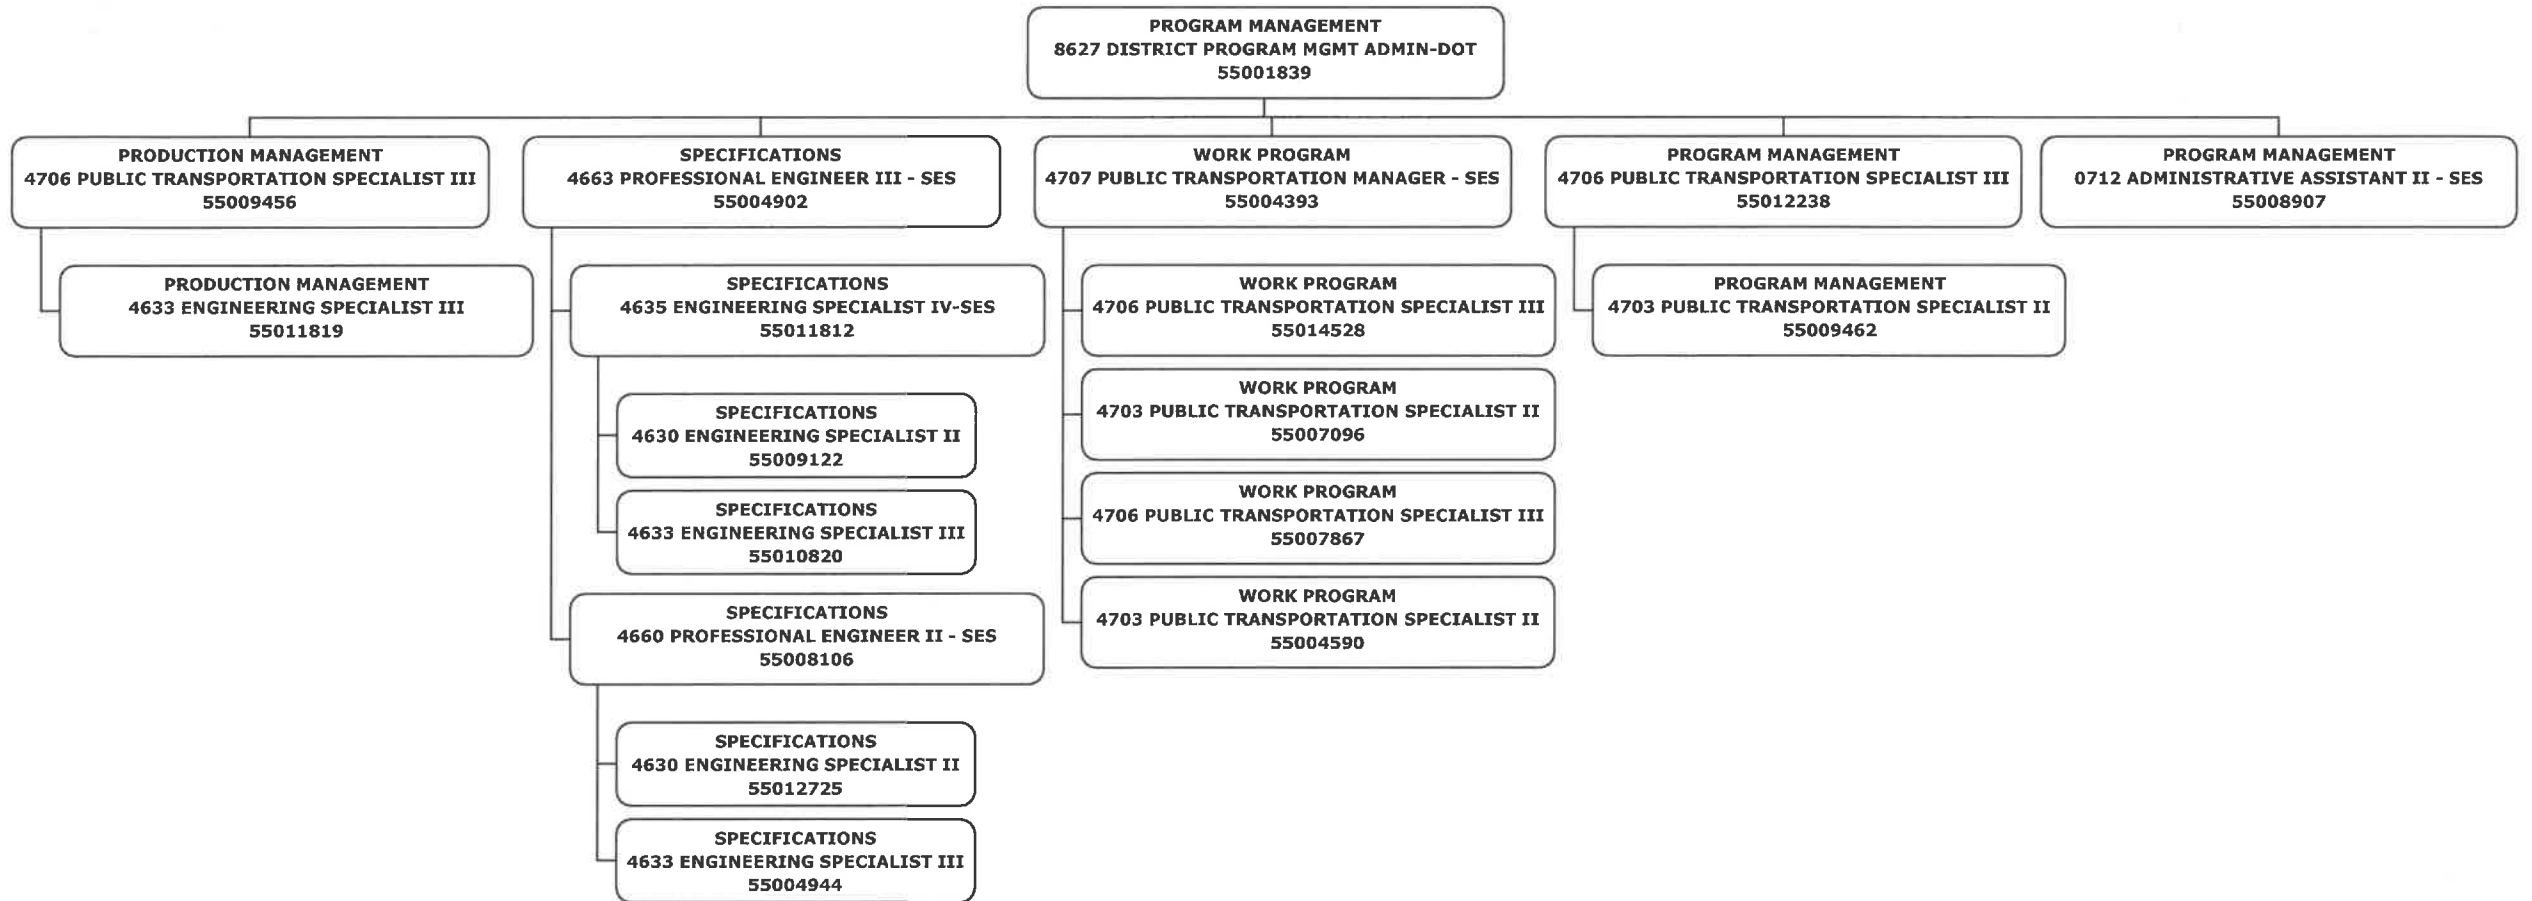 PROGRAM MANAGEMENT
8627 DISTRICT PROGRAM MGMT ADMIN-DOT
55001839
PRODUCTION MANAGEMENT
4706 PUBLIC TRANSPORTATION SPECIALIST III
55009456
PRODUCTION MANAGEMENT
4633 ENGINEERING SPECIALIST III
55011819
SPECIFICATIONS
4663 PROFESSIONAL ENGINEER III - SES
55004902
SPECIFICATIONS
4635 ENGINEERING SPECIALIST IV-SES
55011812
SPECIFICATIONS
4630 ENGINEERING SPECIALIST II
55009122
SPECIFICATIONS
4633 ENGINEERING SPECIALIST III
55010820
SPECIFICATIONS
4660 PROFESSIONAL ENGINEER II - SES
55008106
SPECIFICATIONS
4630 ENGINEERING SPECIALIST II
55012725
SPECIFICATIONS
4633 ENGINEERING SPECIALIST III
55004944
WORK PROGRAM
4707 PUBLIC TRANSPORTATION MANAGER - SES
55004393
WORK PROGRAM
4706 PUBLIC TRANSPORTATION SPECIALIST III
55014528
WORK PROGRAM
4703 PUBLIC TRANSPORTATION SPECIALIST II
55007096
WORK PROGRAM
4706 PUBLIC TRANSPORTATION SPECIALIST III
55007867
WORK PROGRAM
4703 PUBLIC TRANSPORTATION SPECIALIST II
55004590
PROGRAM MANAGEMENT
4706 PUBLIC TRANSPORTATION SPECIALIST III
55012238
PROGRAM MANAGEMENT
4703 PUBLIC TRANSPORTATION SPECIALIST II
55009462
PROGRAM MANAGEMENT
0712 ADMINISTRATIVE ASSISTANT II - SES
55008907